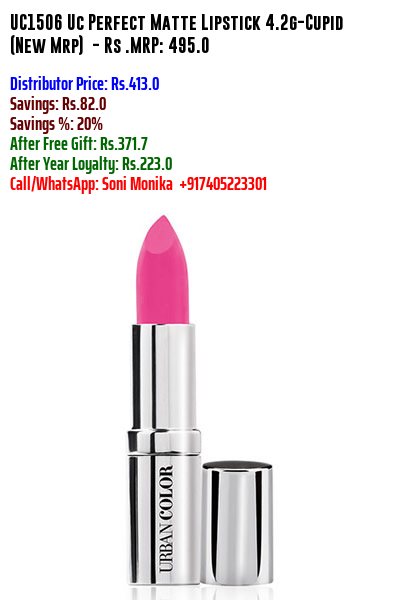 UC1506 Uc Perfect Matte Lipstick 4.2g-Cupid
(New Mrp) - Rs .MRP: 495.0
Distributor Price: Rs.413.0
Savings: Rs.82.0
Savings %: 20%
After Free Gift: Rs.371.7
After Year Loyalty: Rs.223.0
Call/WhatsApp: Soni Monika +917405223301
URBAN COLOR